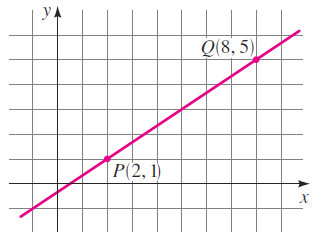 y
Q(8, 5)
P(2, 1)
x